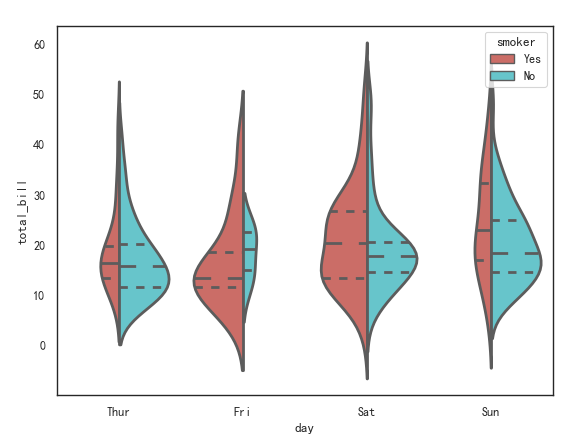 60
50
40
30
20
10
0
total_bill
smoker
Yes
No
Thur
Fri
Sat
Sun
day